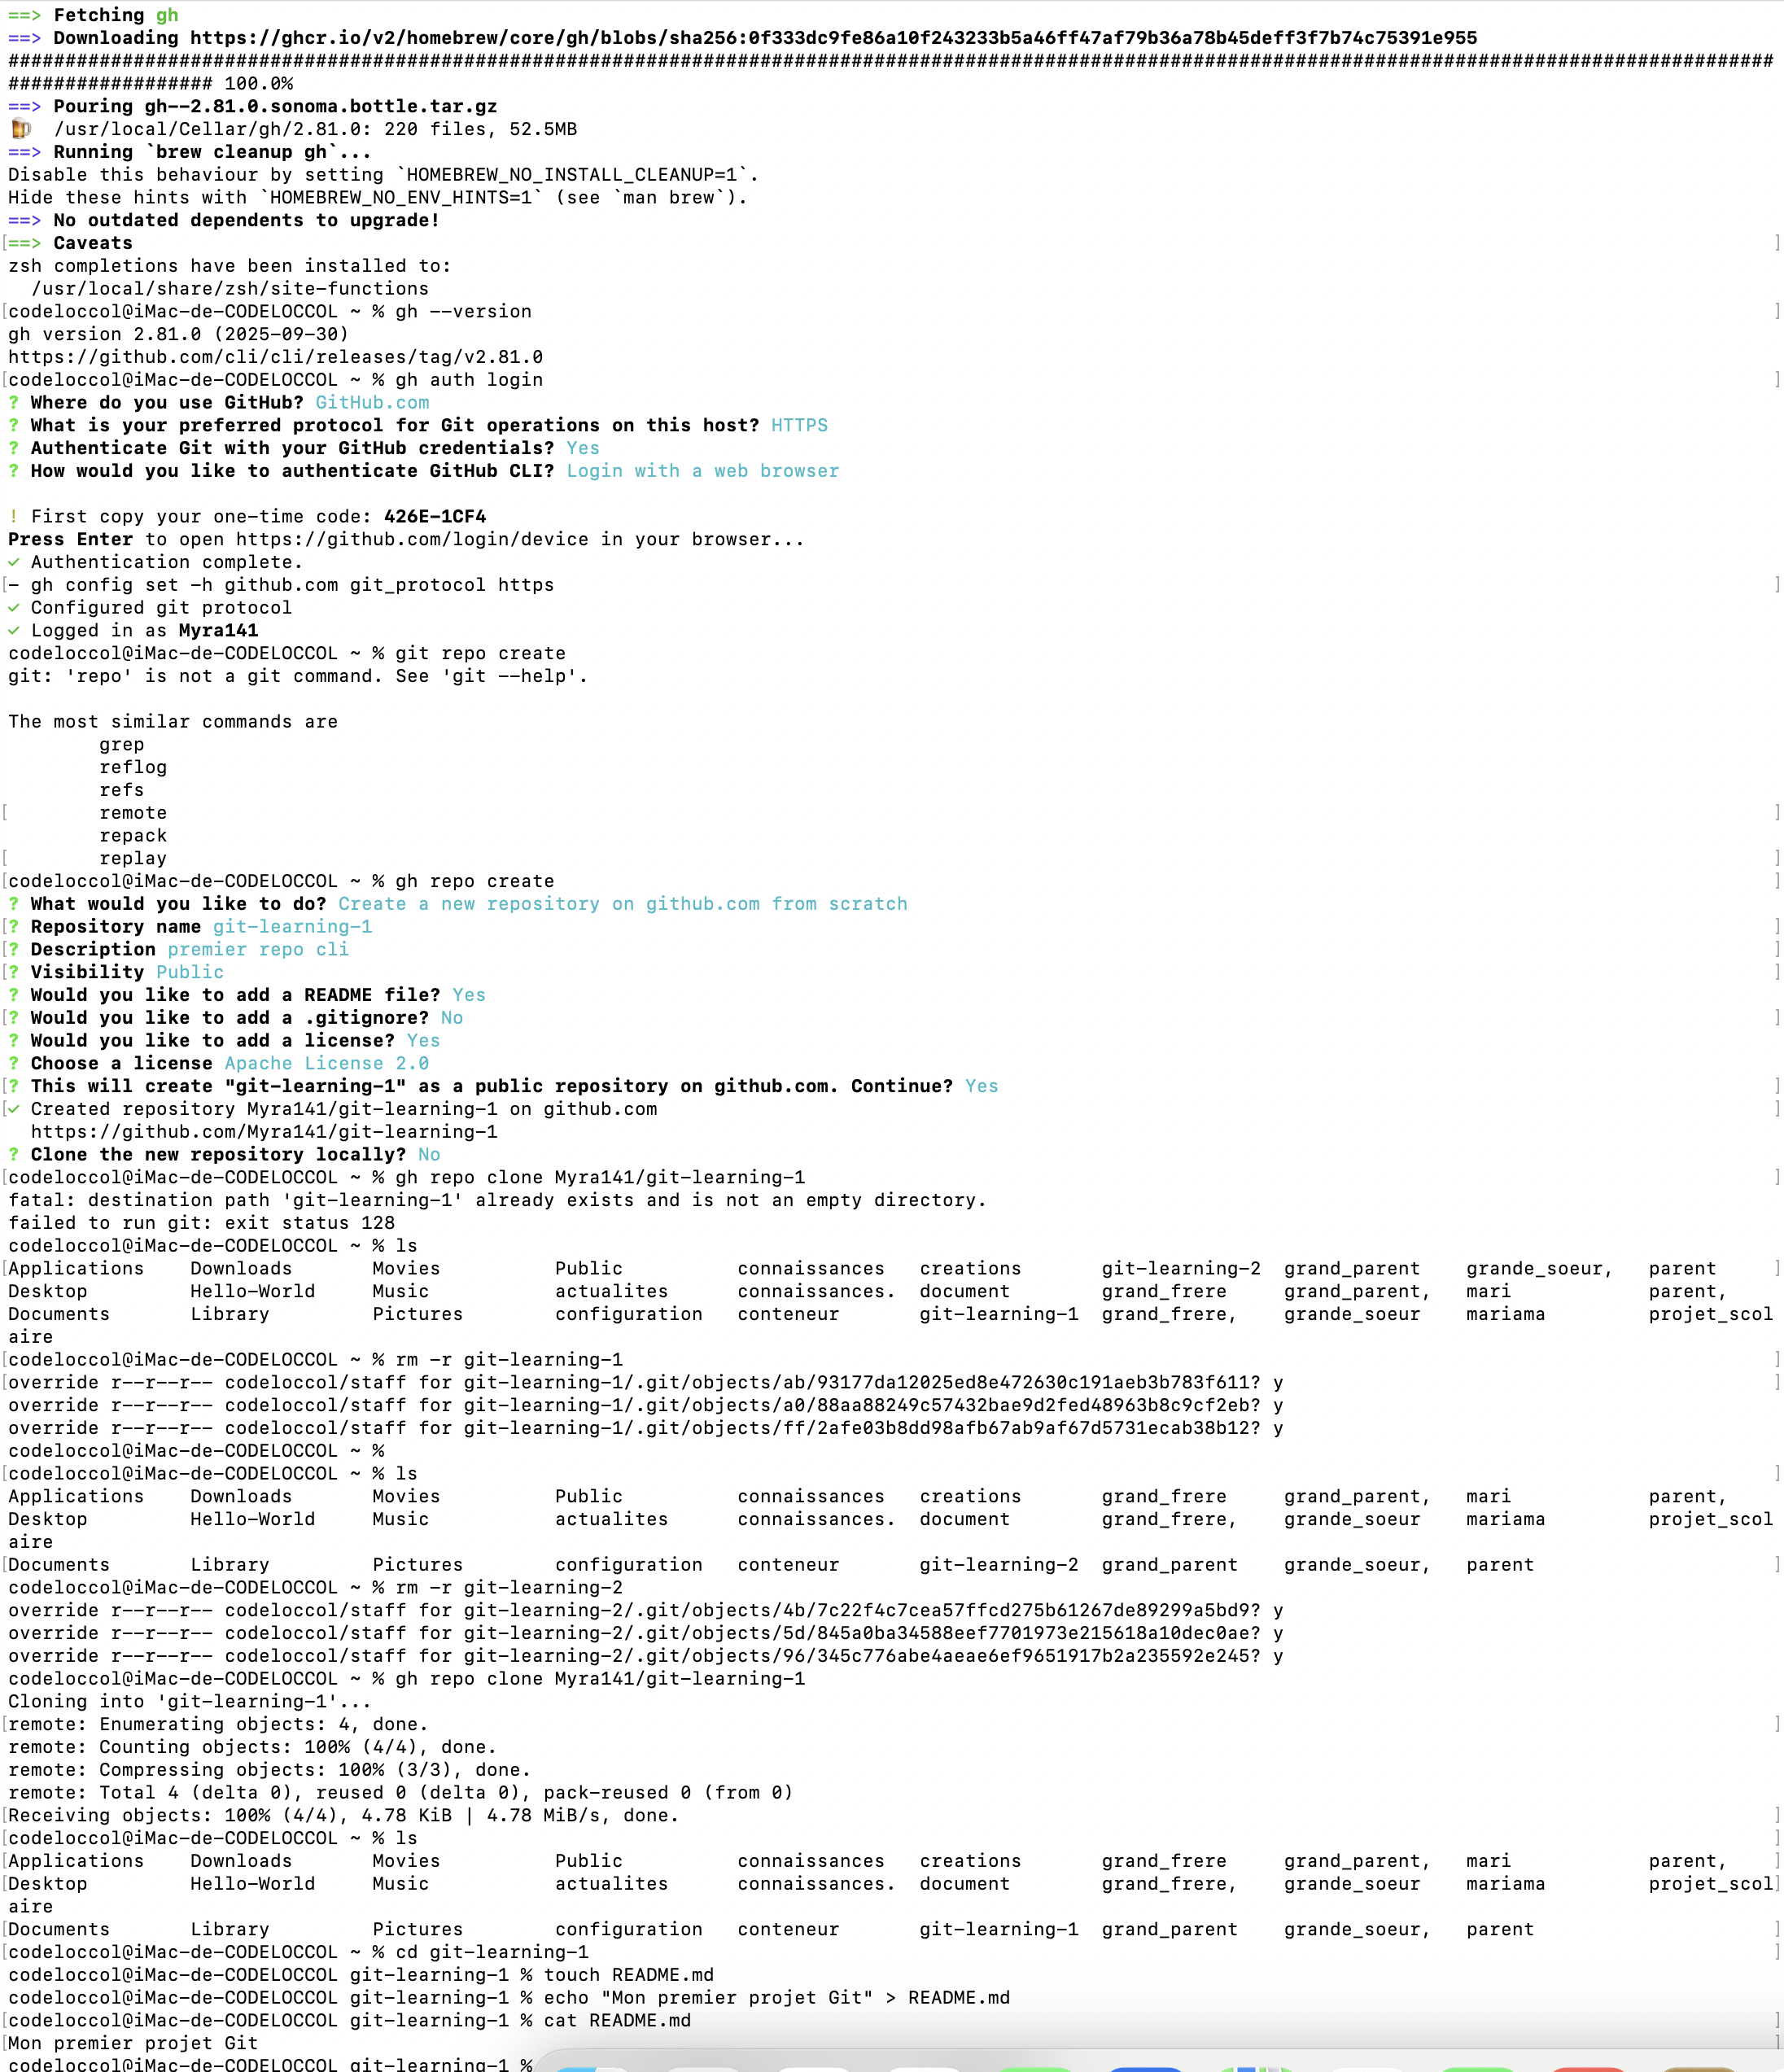 ==> Fetching gh
==> Downloading https://ghcr.io/v2/homebrew/core/gh/blobs/sha256:0f333dc9fe86a10f243233b5a46ff47af79b36a78b45deff3f7b74c75391e955
###########################################################################################################################################################
################## 100.0%
==> Pouring gh--2.81.0.sonoma.bottle.tar.gz
🍺  /usr/local/Cellar/gh/2.81.0: 220 files, 52.5MB
==> Running `brew cleanup gh`...
Disable this behaviour by setting `HOMEBREW_NO_INSTALL_CLEANUP=1`.
Hide these hints with `HOMEBREW_NO_ENV_HINTS=1` (see `man brew`).
==> No outdated dependents to upgrade!
[==> Caveats ]
zsh completions have been installed to:
  /usr/local/share/zsh/site-functions
[codeloccol@iMac-de-CODELOCCOL ~ % gh --version ]
gh version 2.81.0 (2025-09-30)
https://github.com/cli/cli/releases/tag/v2.81.0
[codeloccol@iMac-de-CODELOCCOL ~ % gh auth login ]
? Where do you use GitHub? GitHub.com
? What is your preferred protocol for Git operations on this host? HTTPS
? Authenticate Git with your GitHub credentials? Yes
? How would you like to authenticate GitHub CLI? Login with a web browser

! First copy your one-time code: 426E-1CF4
Press Enter to open https://github.com/login/device in your browser...
✓ Authentication complete.
[- gh config set -h github.com git_protocol https ]
✓ Configured git protocol
✓ Logged in as Myra141
codeloccol@iMac-de-CODELOCCOL ~ % git repo create
git: 'repo' is not a git command. See 'git --help'.

The most similar commands are
        grep
        reflog
        refs
[        remote ]
        repack
[        replay ]
[codeloccol@iMac-de-CODELOCCOL ~ % gh repo create ]
? What would you like to do? Create a new repository on github.com from scratch
[? Repository name git-learning-1 ]
[? Description premier repo cli ]
[? Visibility Public ]
? Would you like to add a README file? Yes
[? Would you like to add a .gitignore? No ]
? Would you like to add a license? Yes
? Choose a license Apache License 2.0
[? This will create "git-learning-1" as a public repository on github.com. Continue? Yes ]
[✓ Created repository Myra141/git-learning-1 on github.com ]
  https://github.com/Myra141/git-learning-1
? Clone the new repository locally? No
[codeloccol@iMac-de-CODELOCCOL ~ % gh repo clone Myra141/git-learning-1 ]
fatal: destination path 'git-learning-1' already exists and is not an empty directory.
failed to run git: exit status 128
codeloccol@iMac-de-CODELOCCOL ~ % ls
[Applications    Downloads       Movies          Public          connaissances   creations       git-learning-2  grand_parent    grande_soeur,   parent ]
Desktop         Hello-World     Music           actualites      connaissances.  document        grand_frere     grand_parent,   mari            parent,
Documents       Library         Pictures        configuration   conteneur       git-learning-1  grand_frere,    grande_soeur    mariama         projet_scol
aire
[codeloccol@iMac-de-CODELOCCOL ~ % rm -r git-learning-1 ]
[override r--r--r-- codeloccol/staff for git-learning-1/.git/objects/ab/93177da12025ed8e472630c191aeb3b783f611? y ]
override r--r--r-- codeloccol/staff for git-learning-1/.git/objects/a0/88aa88249c57432bae9d2fed48963b8c9cf2eb? y
override r--r--r-- codeloccol/staff for git-learning-1/.git/objects/ff/2afe03b8dd98afb67ab9af67d5731ecab38b12? y
codeloccol@iMac-de-CODELOCCOL ~ %
[codeloccol@iMac-de-CODELOCCOL ~ % ls ]
Applications    Downloads       Movies          Public          connaissances   creations       grand_frere     grand_parent,   mari            parent,
Desktop         Hello-World     Music           actualites      connaissances.  document        grand_frere,    grande_soeur    mariama         projet_scol
aire
[Documents       Library         Pictures        configuration   conteneur       git-learning-2  grand_parent    grande_soeur,   parent ]
codeloccol@iMac-de-CODELOCCOL ~ % rm -r git-learning-2
override r--r--r-- codeloccol/staff for git-learning-2/.git/objects/4b/7c22f4c7cea57ffcd275b61267de89299a5bd9? y
override r--r--r-- codeloccol/staff for git-learning-2/.git/objects/5d/845a0ba34588eef7701973e215618a10dec0ae? y
override r--r--r-- codeloccol/staff for git-learning-2/.git/objects/96/345c776abe4aeae6ef9651917b2a235592e245? y
codeloccol@iMac-de-CODELOCCOL ~ % gh repo clone Myra141/git-learning-1
Cloning into 'git-learning-1'...
[remote: Enumerating objects: 4, done. ]
remote: Counting objects: 100% (4/4), done.
remote: Compressing objects: 100% (3/3), done.
remote: Total 4 (delta 0), reused 0 (delta 0), pack-reused 0 (from 0)
[Receiving objects: 100% (4/4), 4.78 KiB | 4.78 MiB/s, done. ]
[codeloccol@iMac-de-CODELOCCOL ~ % ls ]
[Applications    Downloads       Movies          Public          connaissances   creations       grand_frere     grand_parent,   mari            parent, ]
[Desktop         Hello-World     Music           actualites      connaissances.  document        grand_frere,    grande_soeur    mariama         projet_scol]
aire
[Documents       Library         Pictures        configuration   conteneur       git-learning-1  grand_parent    grande_soeur,   parent ]
[codeloccol@iMac-de-CODELOCCOL ~ % cd git-learning-1 ]
codeloccol@iMac-de-CODELOCCOL git-learning-1 % touch README.md
codeloccol@iMac-de-CODELOCCOL git-learning-1 % echo "Mon premier projet Git" > README.md
[codeloccol@iMac-de-CODELOCCOL git-learning-1 % cat README.md ]
[Mon premier projet Git ]
codeloccol@iMac-de-CODELOCCOL git-learning-1 %